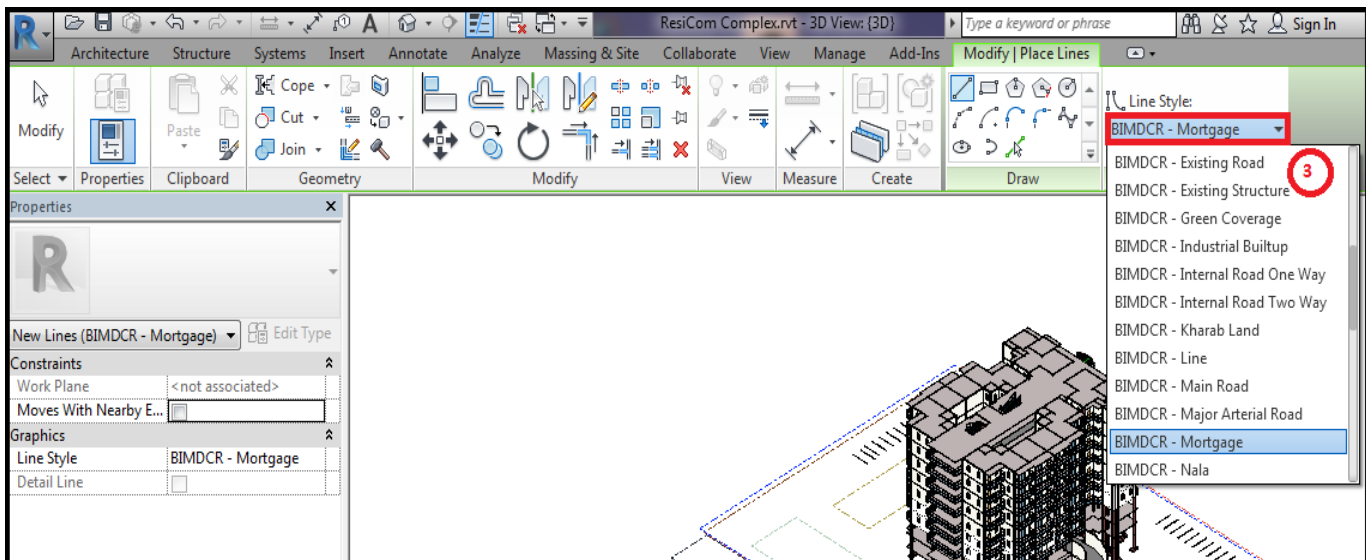 ResiCom Complex.rvt - 3D View: {3D}
Type a keyword or phrase
Sign In
Architecture Structure Systems Insert Annotate Analyze Massing & Site Collaborate View Manage Add-Ins Modify | Place Lines
Modify
Paste
Cope
Cut
Join
Line Style:
BIMDCR - Mortgage
Select Properties Clipboard Geometry Modify View Measure Create Draw
3
BIMDCR - Existing Road
BIMDCR - Existing Structure
BIMDCR - Green Coverage
BIMDCR - Industrial Builtup
BIMDCR - Internal Road One Way
BIMDCR - Internal Road Two Way
BIMDCR - Kharab Land
BIMDCR - Line
BIMDCR - Main Road
BIMDCR - Major Arterial Road
BIMDCR - Mortgage
BIMDCR - Nala
Properties
R
New Lines (BIMDCR - Mortgage) Edit Type
Constraints
Work Plane <not associated>
Moves With Nearby E...
Graphics
Line Style BIMDCR - Mortgage
Detail Line